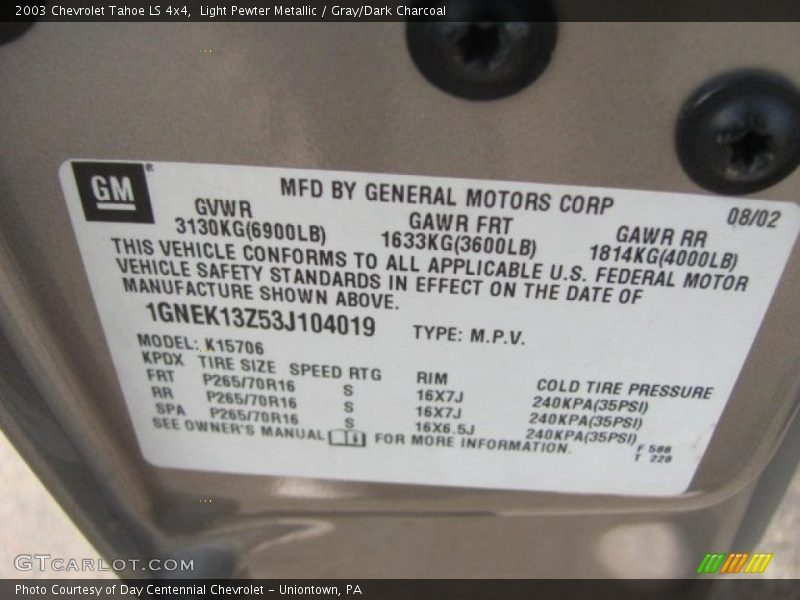 2003 Chevrolet Tahoe LS 4x4, Light Pewter Metallic / Gray/Dark Charcoal
GM
MFD BY GENERAL MOTORS CORP
08/02
GVWR GAWR FRT GAWR RR
3130KG(6900LB) 1633KG(3600LB) 1814KG(4000LB)
THIS VEHICLE CONFORMS TO ALL APPLICABLE U.S. FEDERAL MOTOR
VEHICLE SAFETY STANDARDS IN EFFECT ON THE DATE OF
MANUFACTURE SHOWN ABOVE.
1GNEK13Z53J104019 TYPE: M.P.V.
MODEL: K15706
KPDX TIRE SIZE SPEED RTG RIM COLD TIRE PRESSURE
FRT P265/70R16 S 16X7J 240KPA(35PSI)
RR P265/70R16 S 16X7J 240KPA(35PSI)
SPA P265/70R16 S 16X6.5J 240KPA(35PSI)
SEE OWNER'S MANUAL FOR MORE INFORMATION.
F 588
T 228
GTCARLOT.COM
Photo Courtesy of Day Centennial Chevrolet - Uniontown, PA